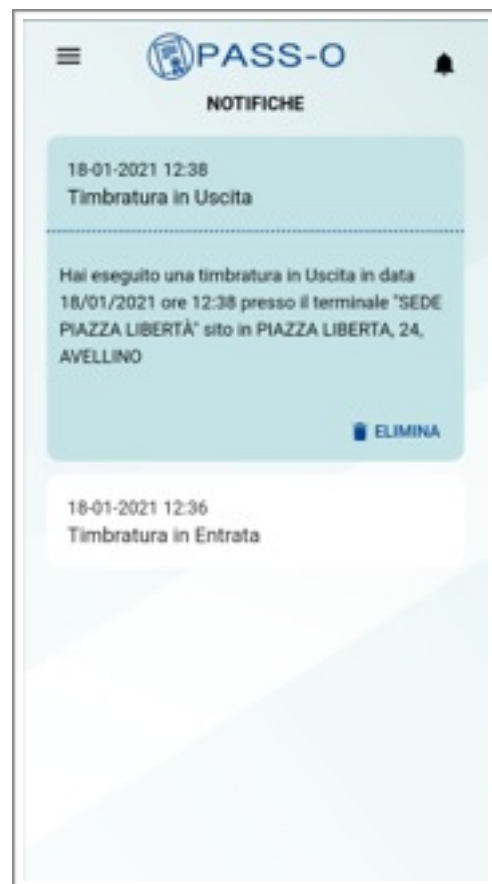 PASS-O
NOTIFICHE
18-01-2021 12:38
Timbratura in Uscita
Hai eseguito una timbratura in Uscita in data
18/01/2021 ore 12:38 presso il terminale "SEDE
PIAZZA LIBERTÀ" sito in PIAZZA LIBERTA, 24,
AVELLINO
ELIMINA
18-01-2021 12:36
Timbratura in Entrata